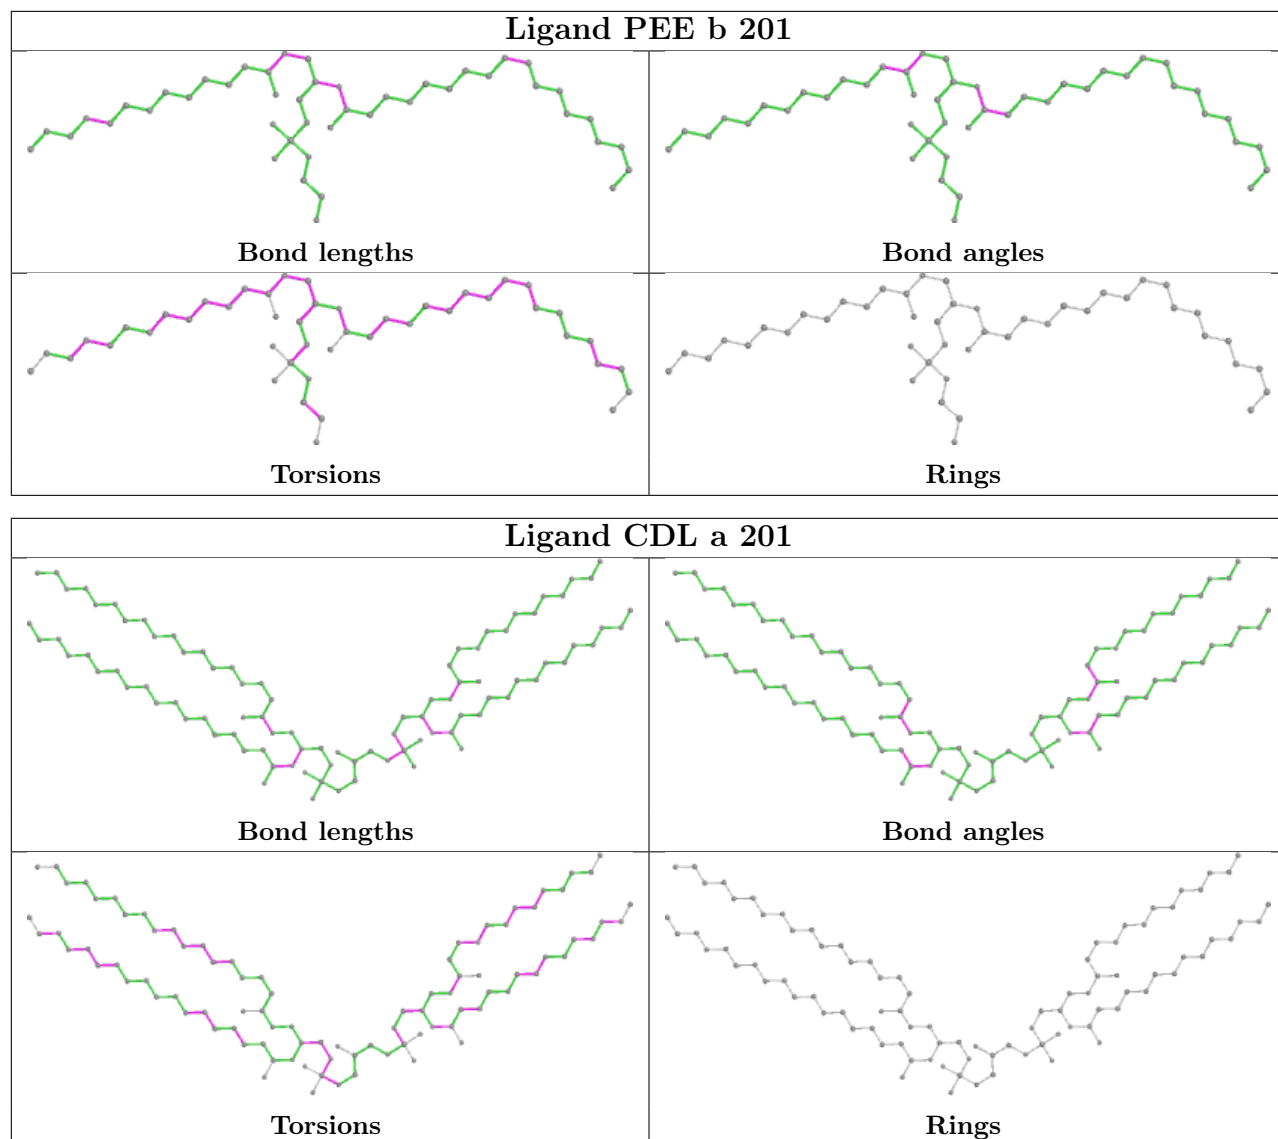 Ligand PEE b 201
Bond lengths
Bond angles
Torsions
Rings
Ligand CDL a 201
Bond lengths
Bond angles
Torsions
Rings